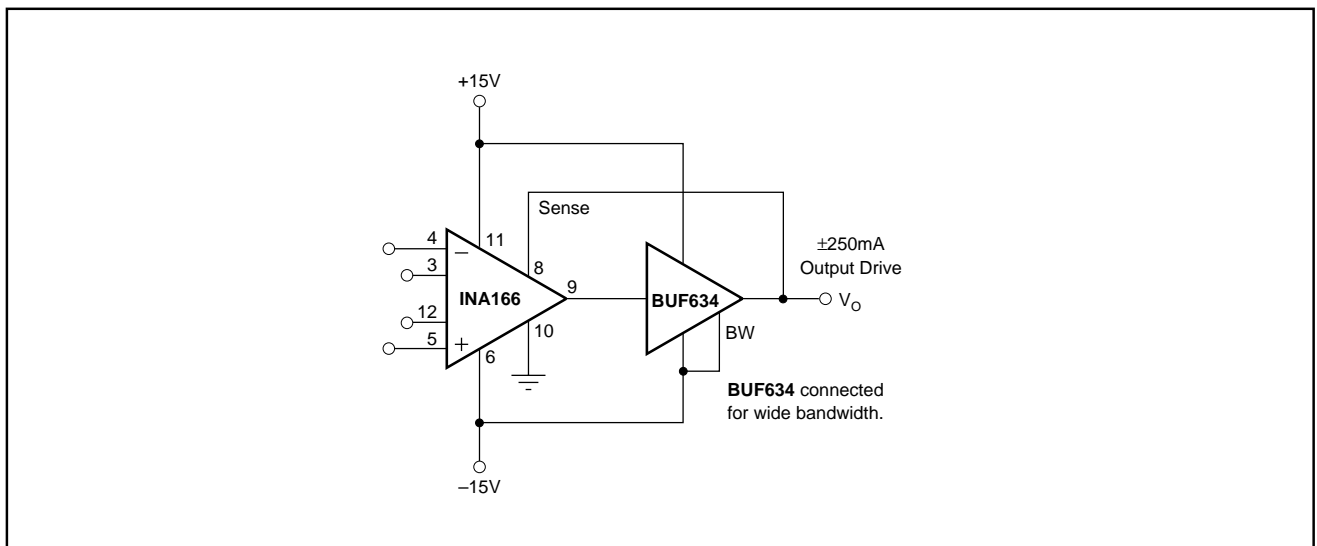 +15V
Sense
±250mA
Output Drive
4
11
–
3
8
INA166
9
BUF634
V_O
12
10
5
+
6
BW
BUF634 connected
for wide bandwidth.
–15V